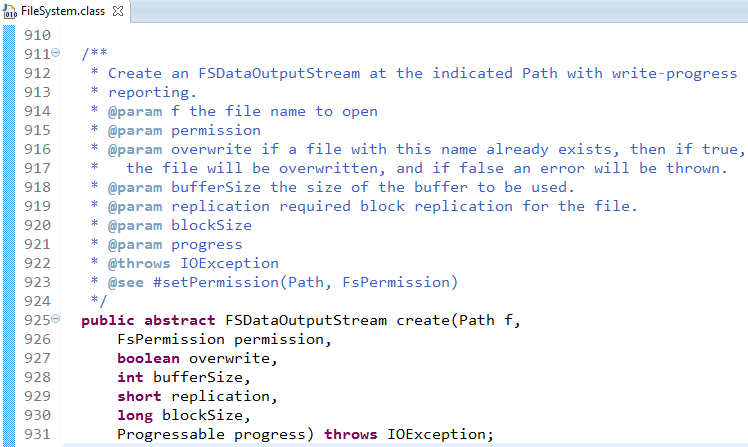 FileSystem.class
910
911 /**
912 * Create an FSDataOutputStream at the indicated Path with write-progress
913 * reporting.
914 * @param f the file name to open
915 * @param permission
916 * @param overwrite if a file with this name already exists, then if true,
917 *   the file will be overwritten, and if false an error will be thrown.
918 * @param bufferSize the size of the buffer to be used.
919 * @param replication required block replication for the file.
920 * @param blockSize
921 * @param progress
922 * @throws IOException
923 * @see #setPermission(Path, FsPermission)
924 */
925 public abstract FSDataOutputStream create(Path f,
926 FsPermission permission,
927 boolean overwrite,
928 int bufferSize,
929 short replication,
930 long blockSize,
931 Progressable progress) throws IOException;